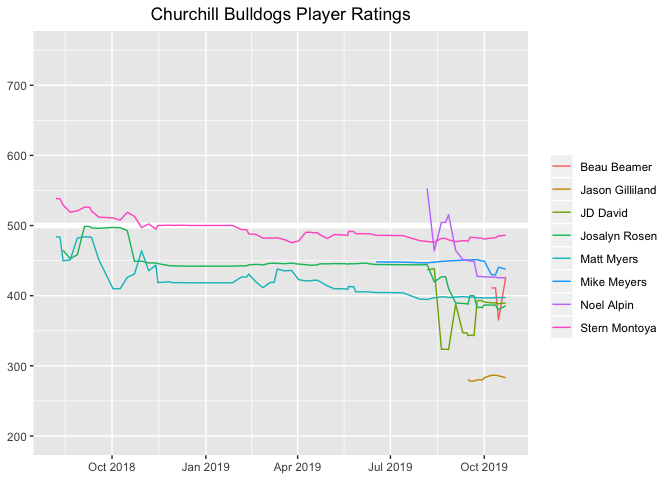 Churchill Bulldogs Player Ratings
700
600
500
400
300
200
Oct 2018
Jan 2019
Apr 2019
Jul 2019
Oct 2019
Beau Beamer
Jason Gilliland
JD David
Josalyn Rosen
Matt Myers
Mike Meyers
Noel Alpin
Stern Montoya